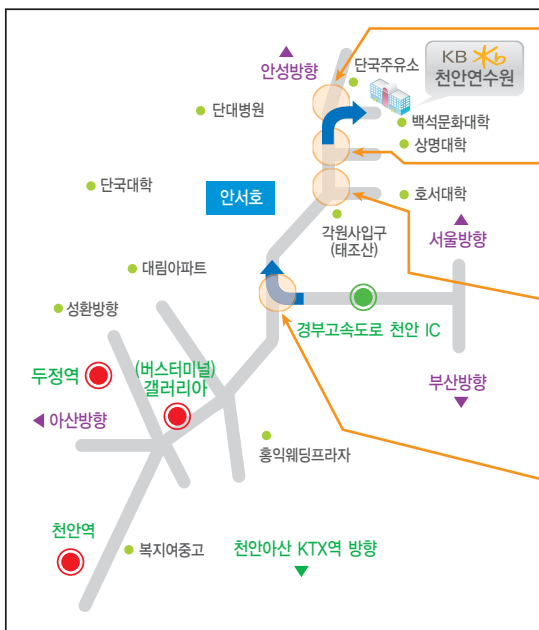 안성방향
단국주유소
KB Kb
천안연수원
단대병원
백석문화대학
상명대학
단국대학
안서호
호서대학
각원사입구
(태조산)
서울방향
대림아파트
성환방향
경부고속도로 천안 IC
두정역
(버스터미널)
갤러리아
부산방향
아산방향
홍익웨딩프라자
천안역
복지여중고
천안아산 KTX역 방향